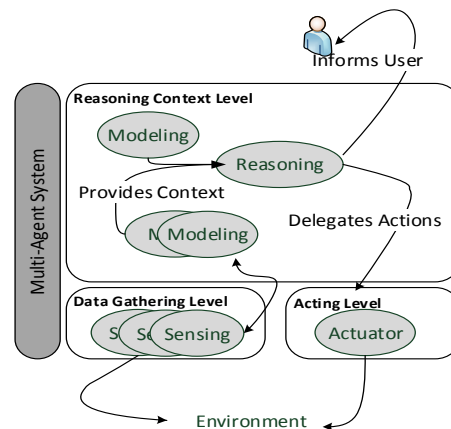 Informs User
Reasoning Context Level
Modeling
Reasoning
Provides Context
M Modeling
Delegates Actions
Multi-Agent System
Data Gathering Level
Acting Level
S Se Sensing
Actuator
Environment